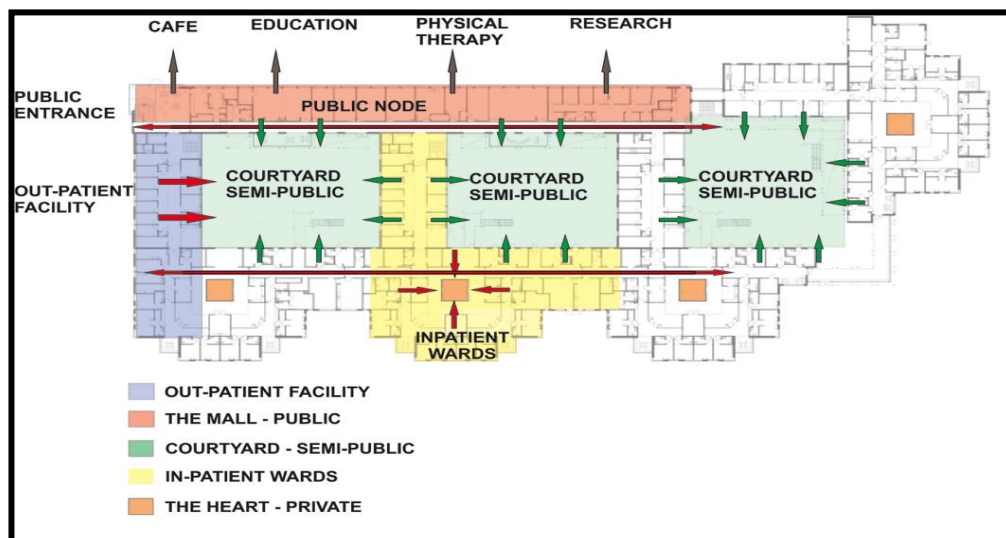 CAFE
EDUCATION
PHYSICAL
THERAPY
RESEARCH
PUBLIC
ENTRANCE
PUBLIC NODE
OUT-PATIENT
FACILITY
COURTYARD
SEMI-PUBLIC
COURTYARD
SEMI-PUBLIC
COURTYARD
SEMI-PUBLIC
INPATIENT
WARDS
OUT-PATIENT FACILITY
THE MALL - PUBLIC
COURTYARD - SEMI-PUBLIC
IN-PATIENT WARDS
THE HEART - PRIVATE